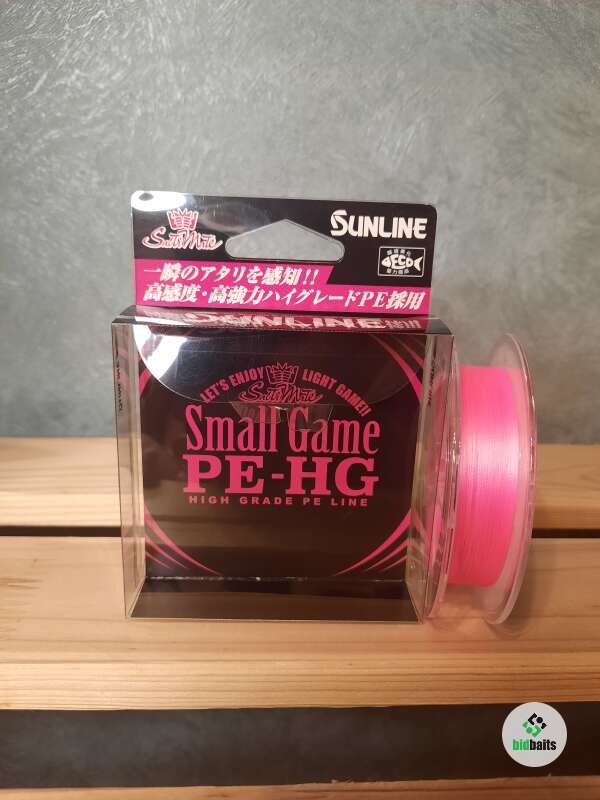 SaltiMate
SUNLINE
FECO
一瞬のアタリを感知!!
高感度・高強力ハイグレードPE採用
SUNLINE
LET'S ENJOY LIGHT GAME!!
SaltiMate
Small Game
PE-HG
HIGH GRADE PE LINE
bidbaits